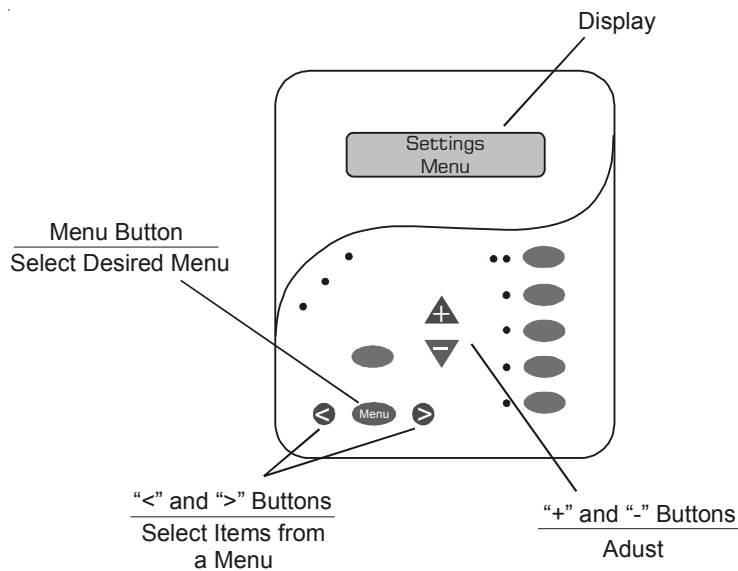 Display
Settings
Menu
Menu Button
Select Desired Menu
+
−
<
Menu
>
“<” and “>” Buttons
Select Items from
a Menu
“+” and “-” Buttons
Adust